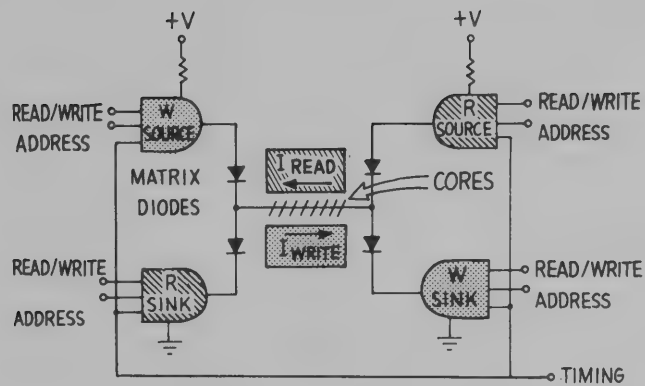 +V
+V
READ/WRITE
ADDRESS
W
SOURCE
R
SOURCE
READ/WRITE
ADDRESS
MATRIX
DIODES
I READ
CORES
I WRITE
READ/WRITE
ADDRESS
R
SINK
W
SINK
READ/WRITE
ADDRESS
TIMING